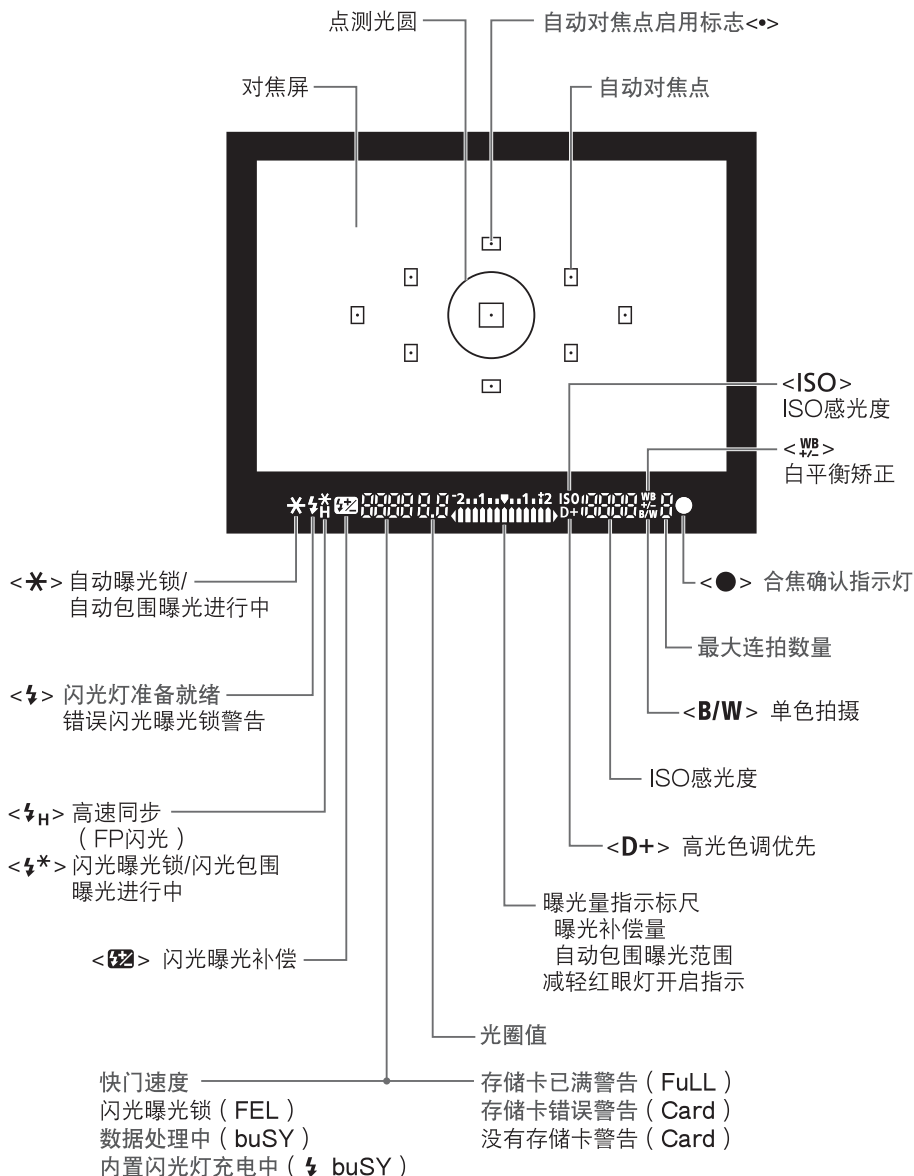 点测光圆
自动对焦点启用标志<•>
对焦屏
自动对焦点
<ISO>
ISO感光度
<WB+/->
白平衡矫正
-2..1..▼..1.+2 ISO WB +/-
H D+ B/W
<✱> 自动曝光锁/
自动包围曝光进行中
<●> 合焦确认指示灯
最大连拍数量
<⚡> 闪光灯准备就绪
错误闪光曝光锁警告
<B/W> 单色拍摄
ISO感光度
<⚡H> 高速同步
(FP闪光)
<⚡*> 闪光曝光锁/闪光包围
曝光进行中
<D+> 高光色调优先
曝光量指示标尺
曝光补偿量
自动包围曝光范围
减轻红眼灯开启指示
<⚡+/-> 闪光曝光补偿
光圈值
快门速度
闪光曝光锁(FEL)
数据处理中(buSY)
内置闪光灯充电中(⚡ buSY)
存储卡已满警告(FuLL)
存储卡错误警告(Card)
没有存储卡警告(Card)